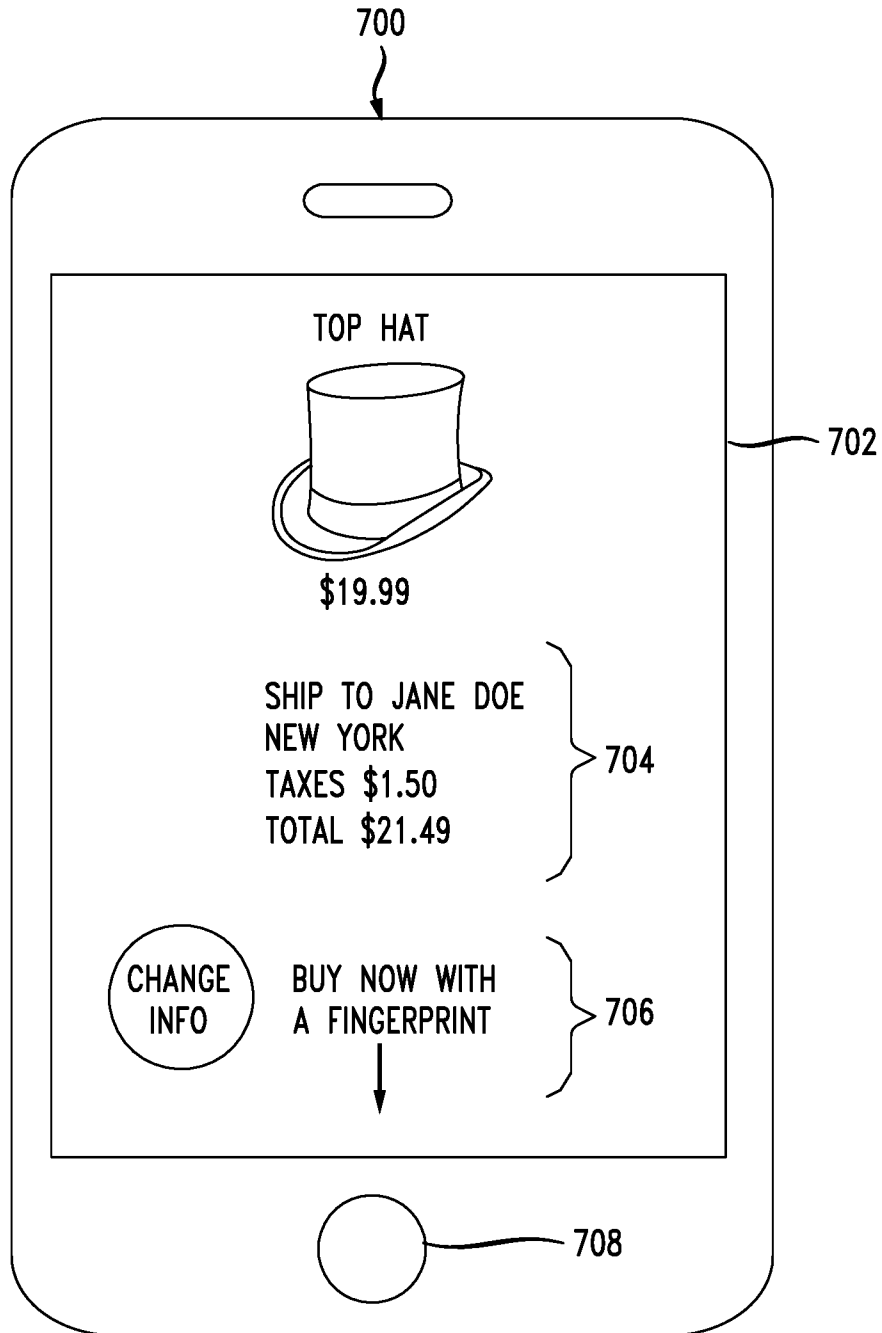 700
TOP HAT
702
$19.99
SHIP TO JANE DOE
NEW YORK
TAXES $1.50
TOTAL $21.49
704
CHANGE
INFO
BUY NOW WITH
A FINGERPRINT
706
708